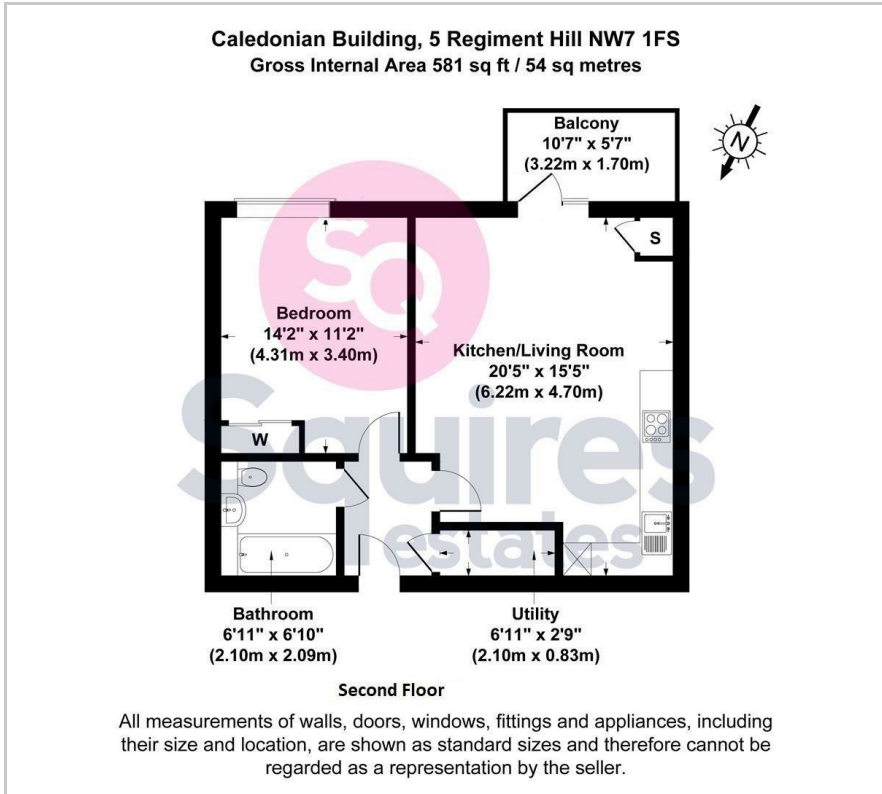 Caledonian Building, 5 Regiment Hill NW7 1FS
Gross Internal Area 581 sq ft / 54 sq metres
Balcony
10'7" x 5'7"
(3.22m x 1.70m)
N
S
SQ
Bedroom
14'2" x 11'2"
(4.31m x 3.40m)
Kitchen/Living Room
20'5" x 15'5"
(6.22m x 4.70m)
W
Squires
estates
Bathroom
6'11" x 6'10"
(2.10m x 2.09m)
Utility
6'11" x 2'9"
(2.10m x 0.83m)
Second Floor
All measurements of walls, doors, windows, fittings and appliances, including
their size and location, are shown as standard sizes and therefore cannot be
regarded as a representation by the seller.